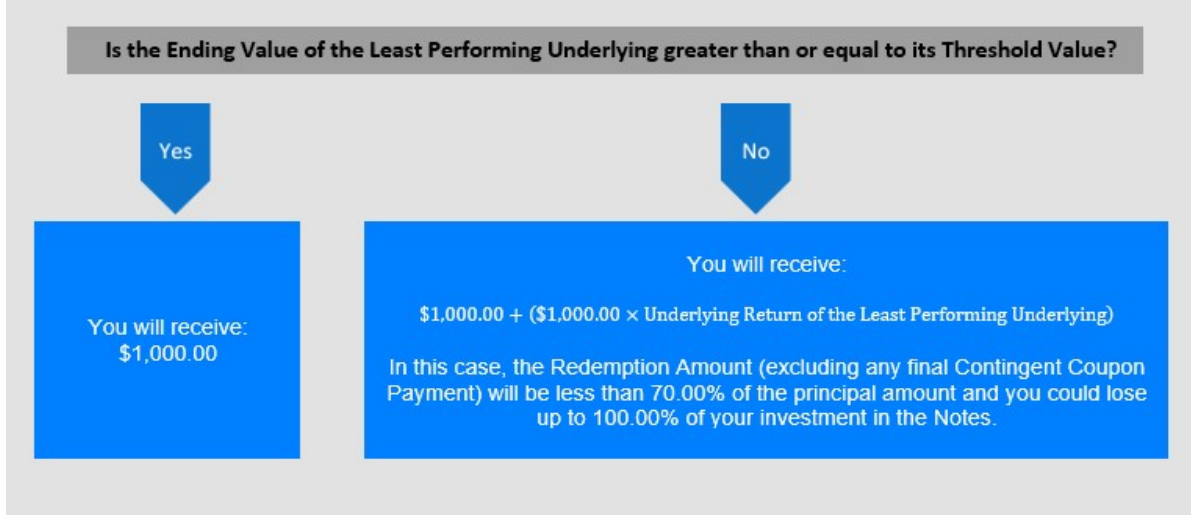 Is the Ending Value of the Least Performing Underlying greater than or equal to its Threshold Value?
Yes
No
You will receive:
$1,000.00
You will receive:
$1,000.00 + ($1,000.00 × Underlying Return of the Least Performing Underlying)
In this case, the Redemption Amount (excluding any final Contingent Coupon
Payment) will be less than 70.00% of the principal amount and you could lose
up to 100.00% of your investment in the Notes.